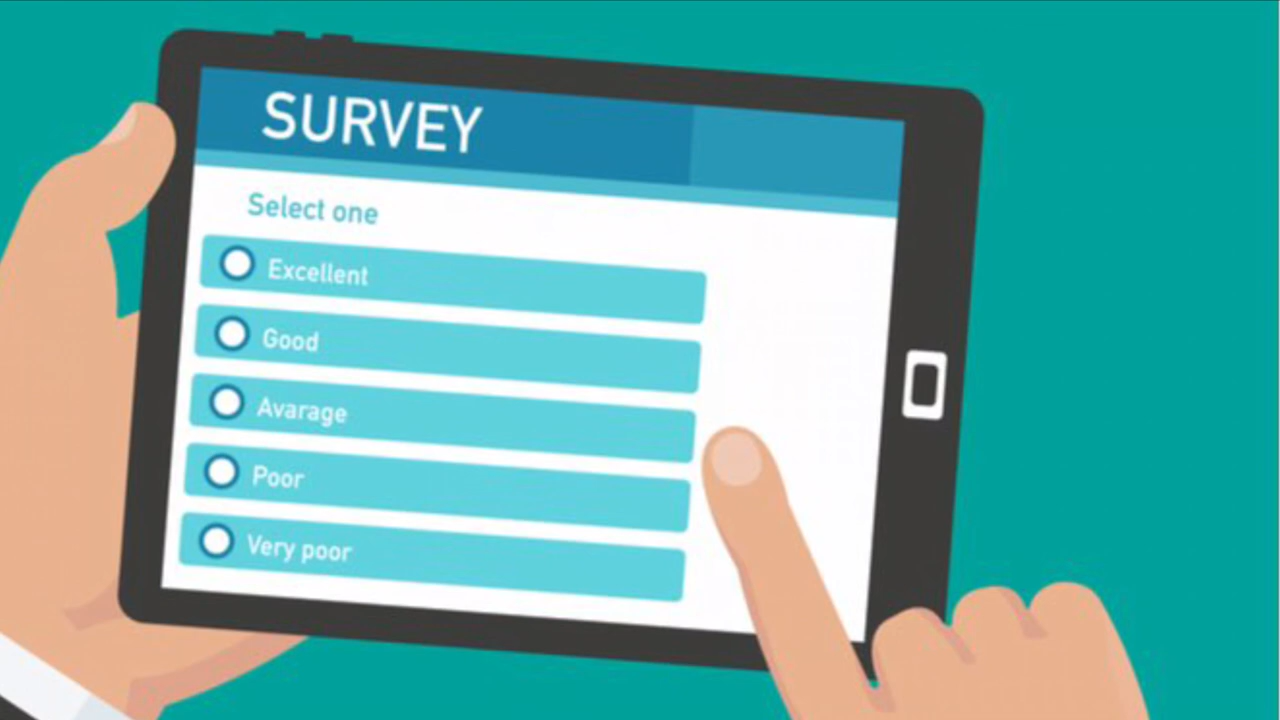 SURVEY
Select one
Excellent
Good
Avarage
Poor
Very poor